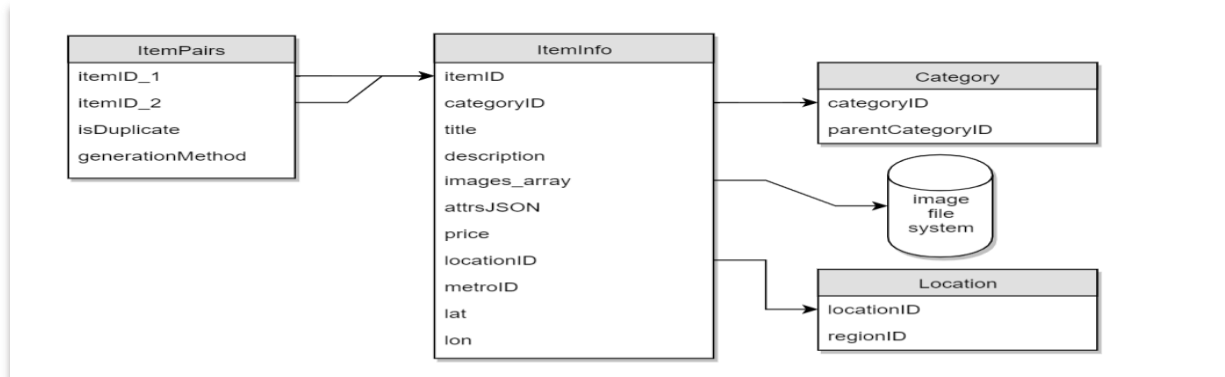 ItemPairs
itemID_1
itemID_2
isDuplicate
generationMethod
ItemInfo
itemID
categoryID
title
description
images_array
attrsJSON
price
locationID
metroID
lat
lon
Category
categoryID
parentCategoryID
image
file
system
Location
locationID
regionID